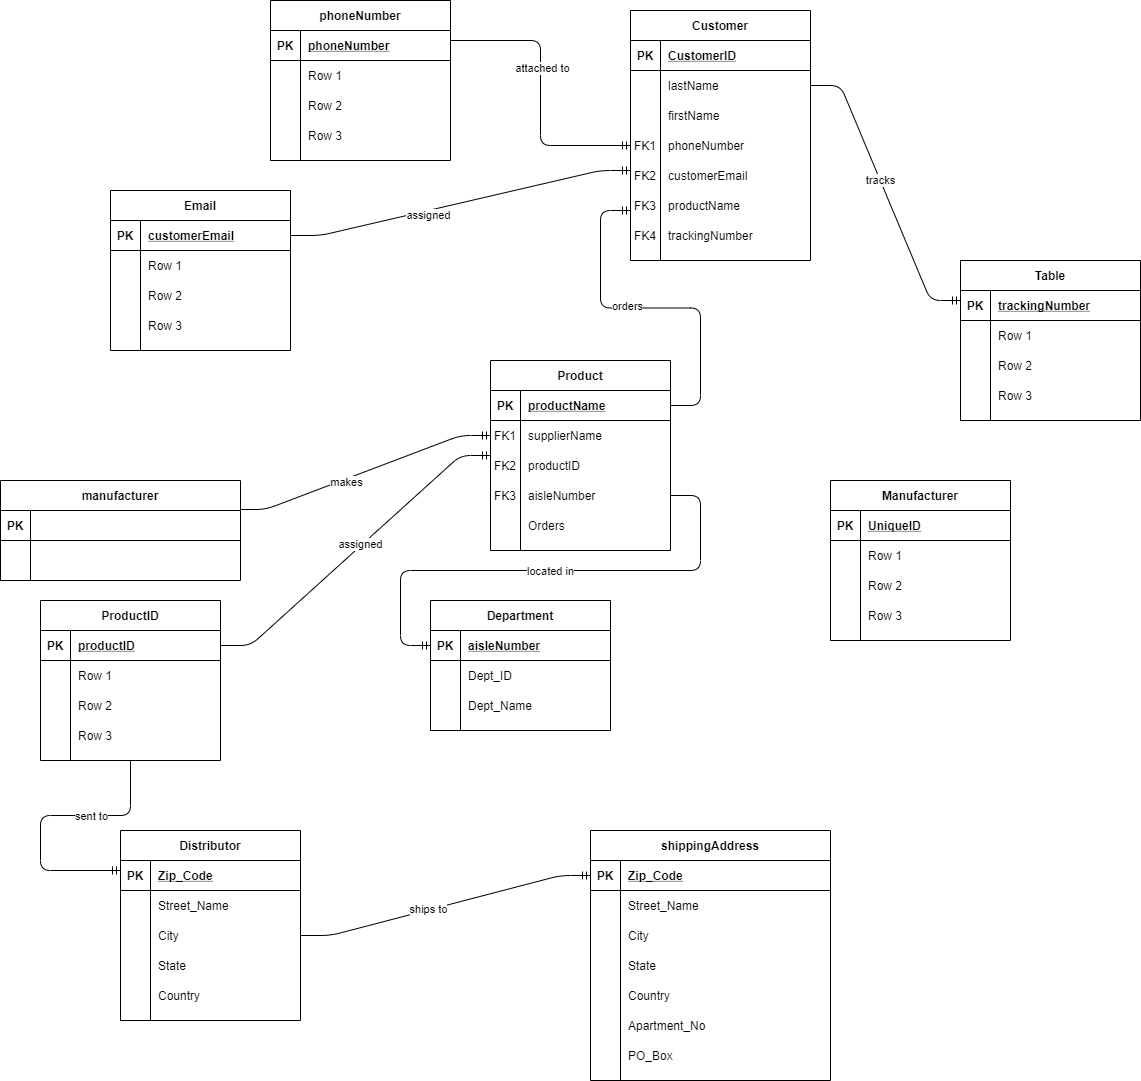 phoneNumber
PK phoneNumber
Row 1
Row 2
Row 3
attached to
Customer
PK CustomerID
lastName
firstName
FK1 phoneNumber
FK2 customerEmail
FK3 productName
FK4 trackingNumber
tracks
Email
PK customerEmail
Row 1
Row 2
Row 3
assigned
Table
PK trackingNumber
Row 1
Row 2
Row 3
orders
Product
PK productName
FK1 supplierName
FK2 productID
FK3 aisleNumber
Orders
makes
manufacturer
PK
assigned
Manufacturer
PK UniqueID
Row 1
Row 2
Row 3
located in
ProductID
PK productID
Row 1
Row 2
Row 3
Department
PK aisleNumber
Dept_ID
Dept_Name
sent to
Distributor
PK Zip_Code
Street_Name
City
State
Country
ships to
shippingAddress
PK Zip_Code
Street_Name
City
State
Country
Apartment_No
PO_Box